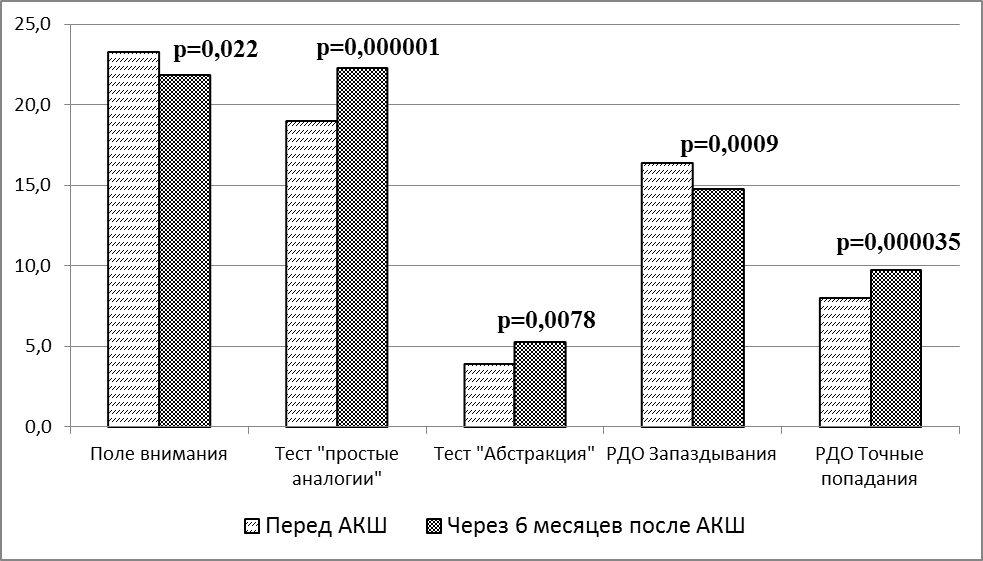 25,0
p=0,022
p=0,000001
20,0
p=0,0009
15,0
p=0,000035
10,0
p=0,0078
5,0
0,0
Поле внимания
Тест "простые
аналогии"
Тест "Абстракция"
РДО Запаздывания
РДО Точные
попадания
Перед АКШ
Через 6 месяцев после АКШ